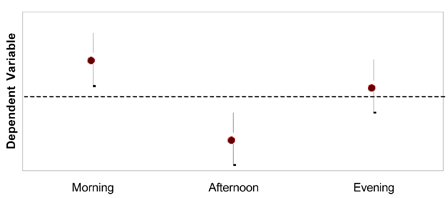 Dependent Variable
Morning
Afternoon
Evening